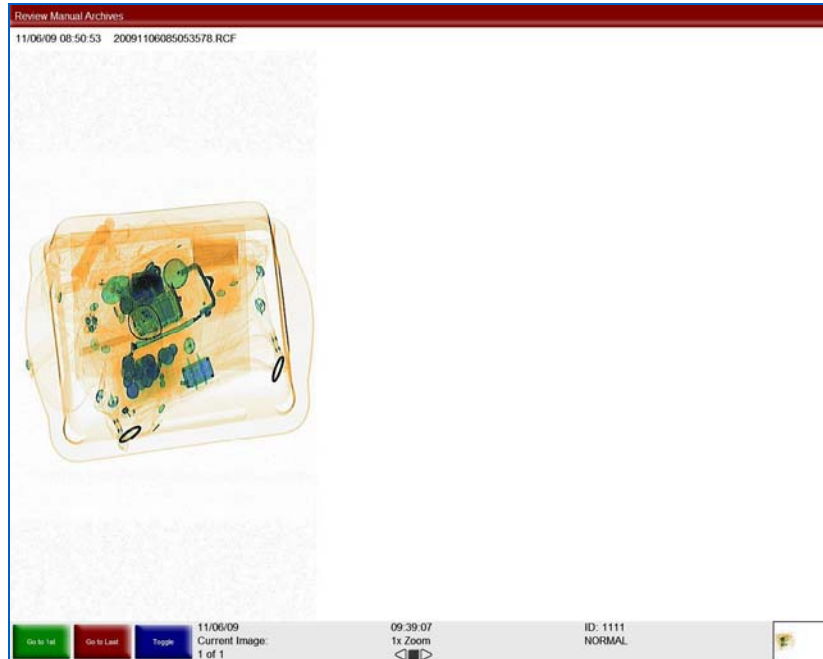 Review Manual Archives
11/06/09 08:50:53 20091106085053578.RCF
Go to 1st
Go to Last
Toggle
11/06/09
Current Image:
1 of 1
09:39:07
1x Zoom
ID: 1111
NORMAL